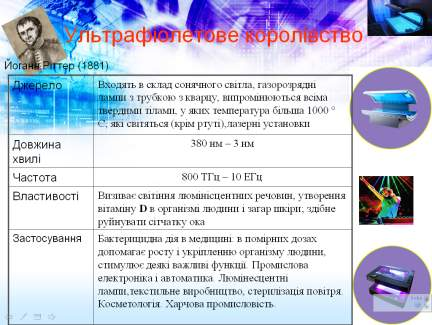 Ультрафіолетове королівство
Йоганн Ріттер (1881)
Джерело
Входять в склад сонячного світла, газорозрядні
лампи з трубкою з кварцу, випромінюються всіма
твердими тілами, у яких температура більша 1000 °
С, які світяться (крім ртуті),лазерні установки
Довжина
хвилі
380 нм – 3 нм
Частота
800 ТГц – 10 ЕГц
Властивості
Визиває світіння люмінісцентних речовин, утворення
вітаміну D в організмі людини і загар шкіри; здібне
руйнувати сітчатку ока
Застосування
Бактерицидна дія в медицині: в помірних дозах
допомагає росту і укріпленню організму людини,
стимулює деякі важливі функції. Промислова
електроніка і автоматика. Люмінесцентні
лампи,текстильне виробництво, стерилізація повітря.
Косметологія. Харчова промисловість.